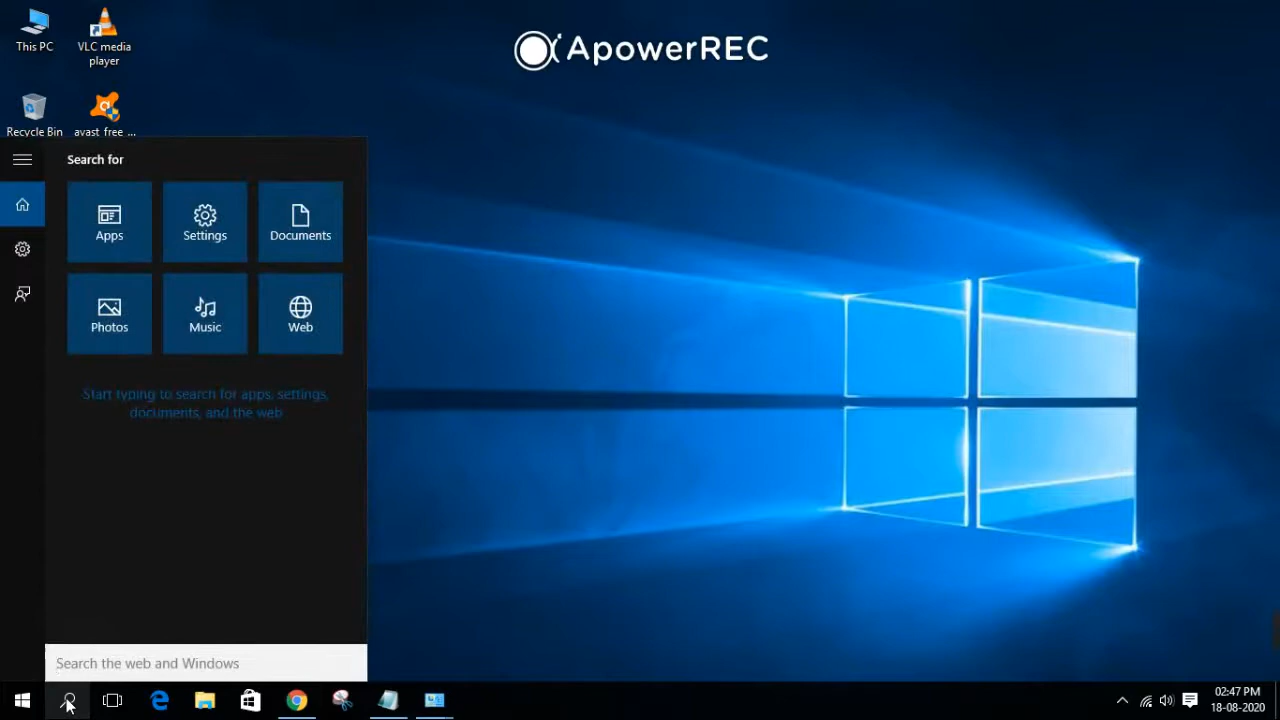 ApowerREC
This PC
VLC media
player
Recycle Bin
avast_free_...
Search for
Apps
Settings
Documents
Photos
Music
Web
Start typing to search for apps, settings,
documents, and the web
Search the web and Windows
02:47 PM
18-08-2020